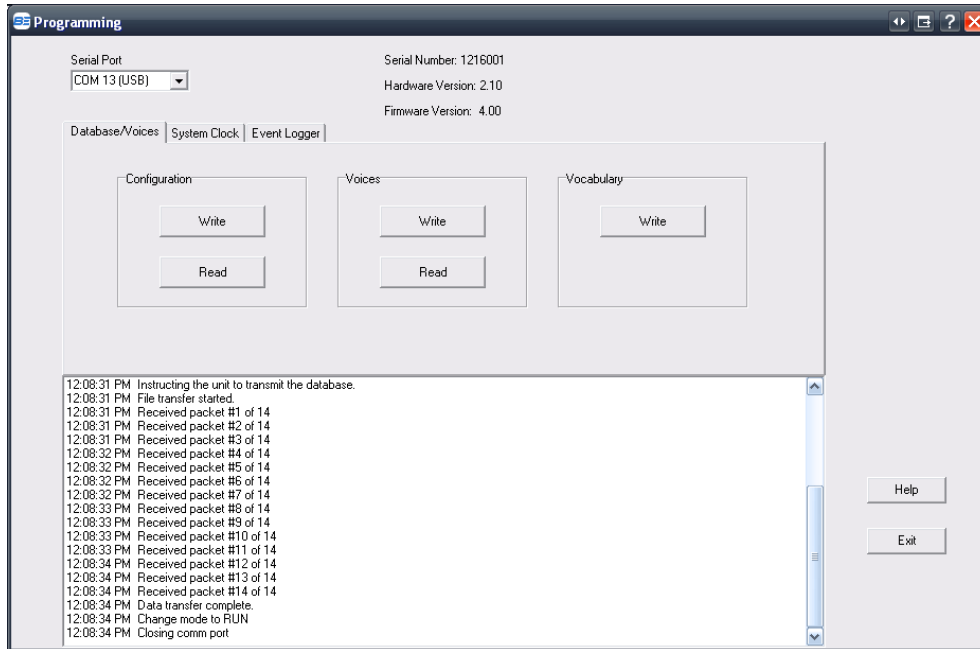 SE Programming
Serial Port
COM 13 (USB)
Serial Number: 1216001
Hardware Version: 2.10
Firmware Version: 4.00
Database/Voices System Clock Event Logger
Configuration
Write
Read
Voices
Write
Read
Vocabulary
Write
12:08:31 PM Instructing the unit to transmit the database.
12:08:31 PM File transfer started.
12:08:31 PM Received packet #1 of 14
12:08:31 PM Received packet #2 of 14
12:08:31 PM Received packet #3 of 14
12:08:32 PM Received packet #4 of 14
12:08:32 PM Received packet #5 of 14
12:08:32 PM Received packet #6 of 14
12:08:32 PM Received packet #7 of 14
12:08:33 PM Received packet #8 of 14
12:08:33 PM Received packet #9 of 14
12:08:33 PM Received packet #10 of 14
12:08:33 PM Received packet #11 of 14
12:08:34 PM Received packet #12 of 14
12:08:34 PM Received packet #13 of 14
12:08:34 PM Received packet #14 of 14
12:08:34 PM Data transfer complete.
12:08:34 PM Change mode to RUN
12:08:34 PM Closing comm port
Help
Exit